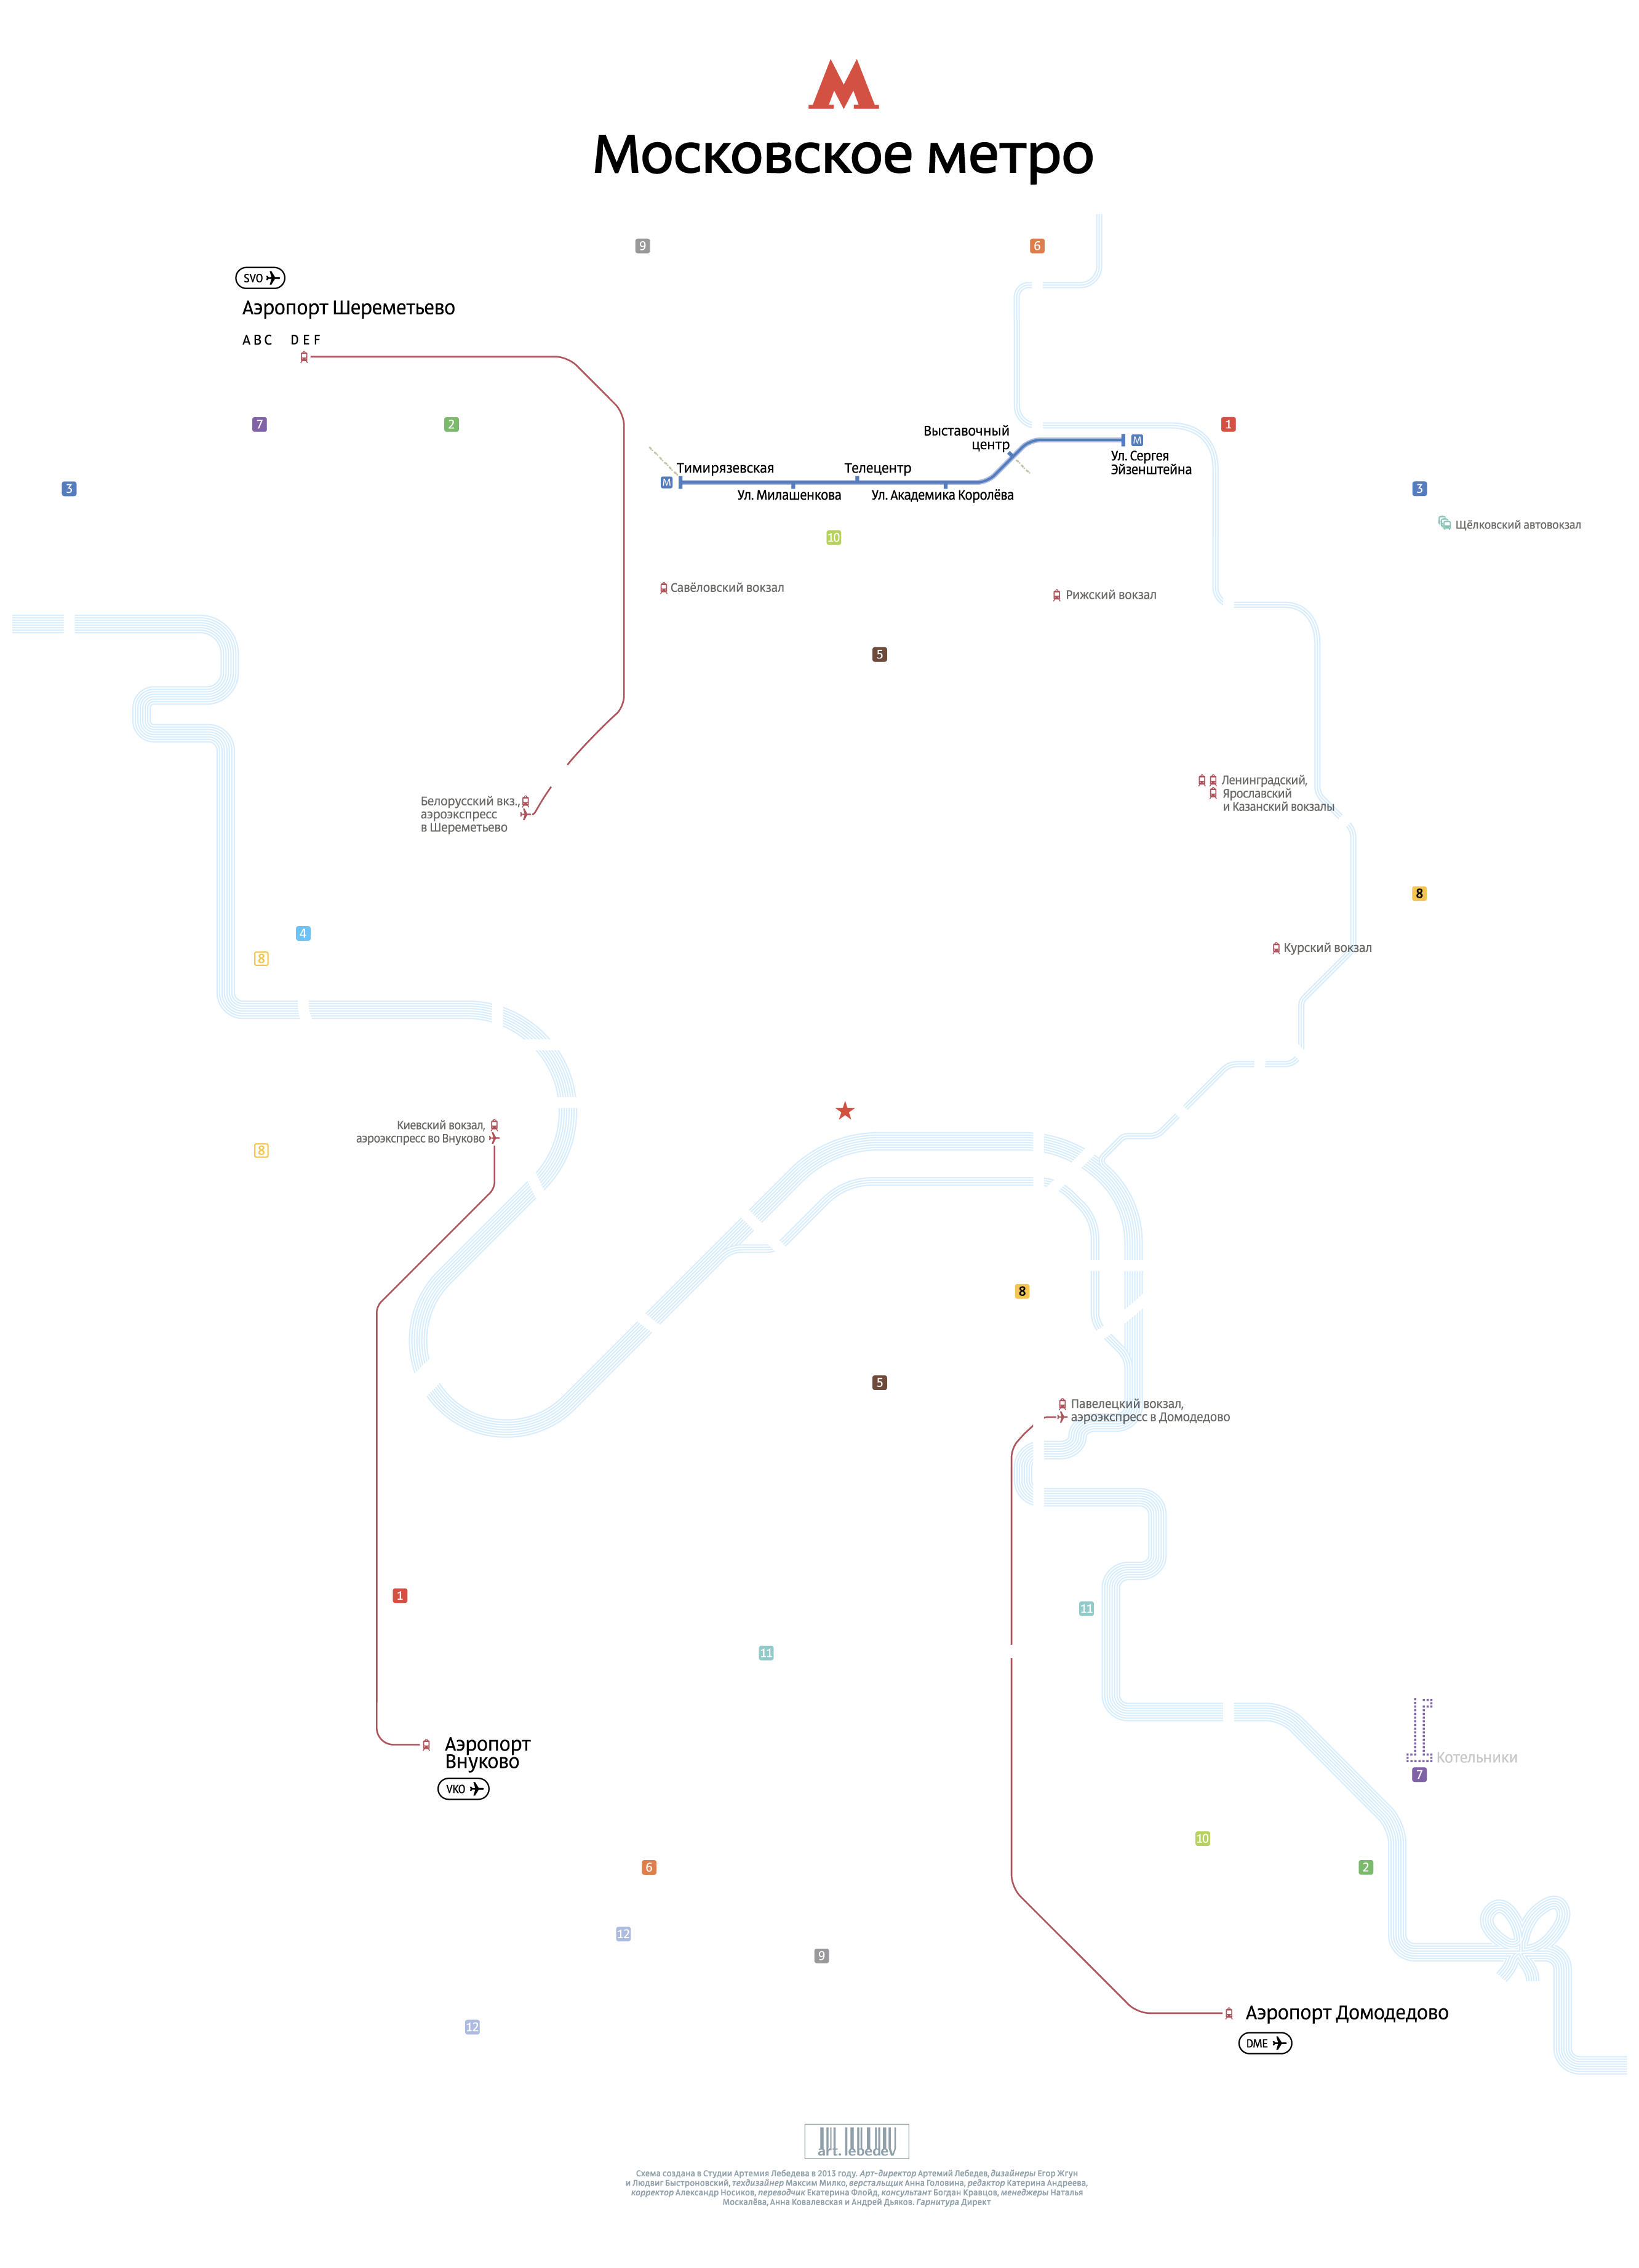 Московское метро
9
6
SVO
Аэропорт Шереметьево
A B C D E F
7
2
1
Выставочный
центр
М
Ул. Сергея
Эйзенштейна
Тимирязевская
Телецентр
М
Ул. Милашенкова
Ул. Академика Королёва
3
3
Щёлковский автовокзал
10
Савёловский вокзал
Рижский вокзал
5
Ленинградский,
Ярославский
и Казанский вокзалы
Белорусский вкз.,
аэроэкспресс
в Шереметьево
8
4
8
Курский вокзал
Киевский вокзал,
аэроэкспресс во Внуково
8
8
5
Павелецкий вокзал,
аэроэкспресс в Домодедово
1
11
11
Аэропорт
Внуково
VKO
Котельники
7
10
6
2
12
9
12
Аэропорт Домодедово
DME
art. lebedev
Схема создана в Студии Артемия Лебедева в 2013 году. Арт-директор Артемий Лебедев, дизайнеры Егор Жгун
и Людвиг Быстроновский, техдизайнер Максим Милко, верстальщик Анна Головина, редактор Катерина Андреева,
корректор Александр Носиков, переводчик Екатерина Флойд, консультант Богдан Кравцов, менеджеры Наталья
Москалёва, Анна Ковалевская и Андрей Дьяков. Гарнитура Директ